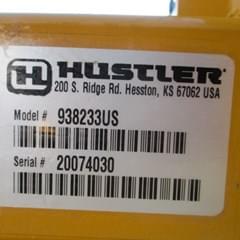 H HUSTLER
200 S. Ridge Rd. Hesston, KS 67062 USA
Model # 938233US
Serial # 20074030